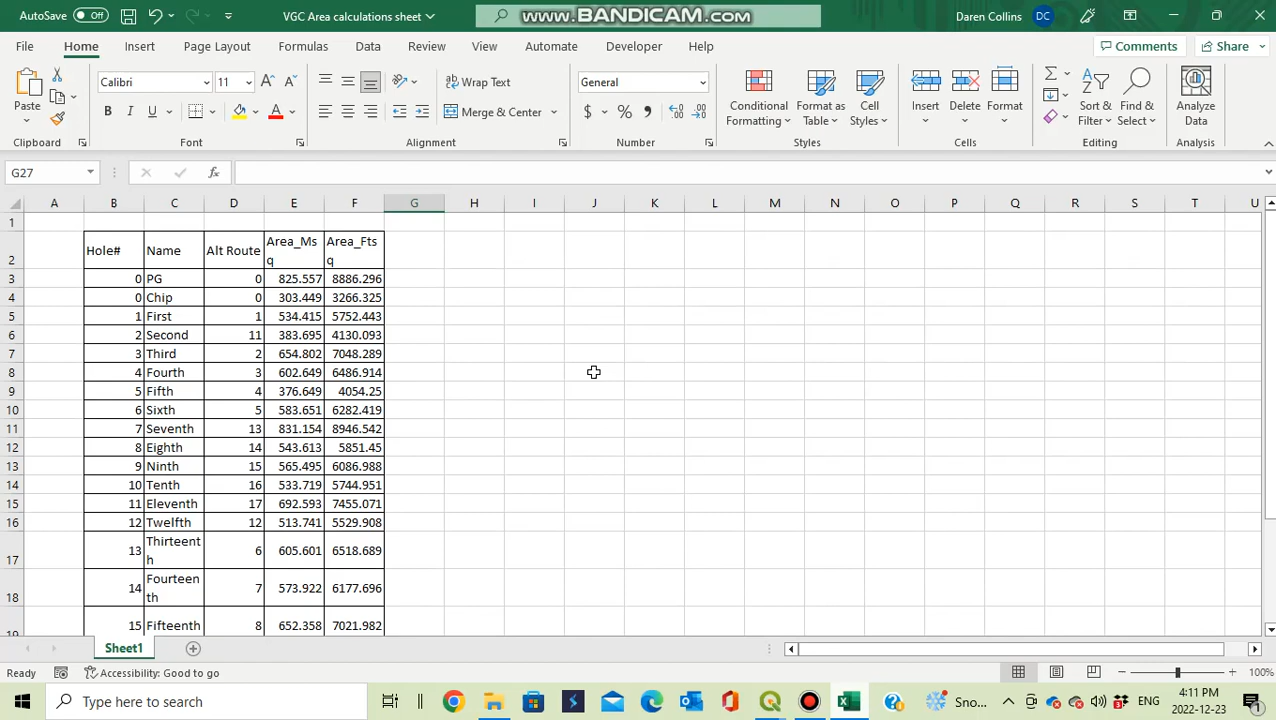 AutoSave Off VGC Area calculations sheet www.BANDICAM.com Daren Collins DC
File Home Insert Page Layout Formulas Data Review View Automate Developer Help Comments Share
Paste Calibri 11 Wrap Text General Conditional Formatting Format as Table Cell Styles Insert Delete Format Sort & Filter Find & Select Analyze Data
B I U A Merge & Center $ %
Clipboard Font Alignment Number Styles Cells Editing Analysis
G27 fx
A B C D E F G H I J K L M N O P Q R S T U
1
2 Hole# Name Alt Route Area_Msq Area_Ftsq
3 0 PG 0 825.557 8886.296
4 0 Chip 0 303.449 3266.325
5 1 First 1 534.415 5752.443
6 2 Second 11 383.695 4130.093
7 3 Third 2 654.802 7048.289
8 4 Fourth 3 602.649 6486.914
9 5 Fifth 4 376.649 4054.25
10 6 Sixth 5 583.651 6282.419
11 7 Seventh 13 831.154 8946.542
12 8 Eighth 14 543.613 5851.45
13 9 Ninth 15 565.495 6086.988
14 10 Tenth 16 533.719 5744.951
15 11 Eleventh 17 692.593 7455.071
16 12 Twelfth 12 513.741 5529.908
17 13 Thirteenth 6 605.601 6518.689
18 14 Fourteenth 7 573.922 6177.696
19 15 Fifteenth 8 652.358 7021.982
Sheet1
Ready Accessibility: Good to go 100%
Type here to search Sno... ENG 4:11 PM
2022-12-23 1